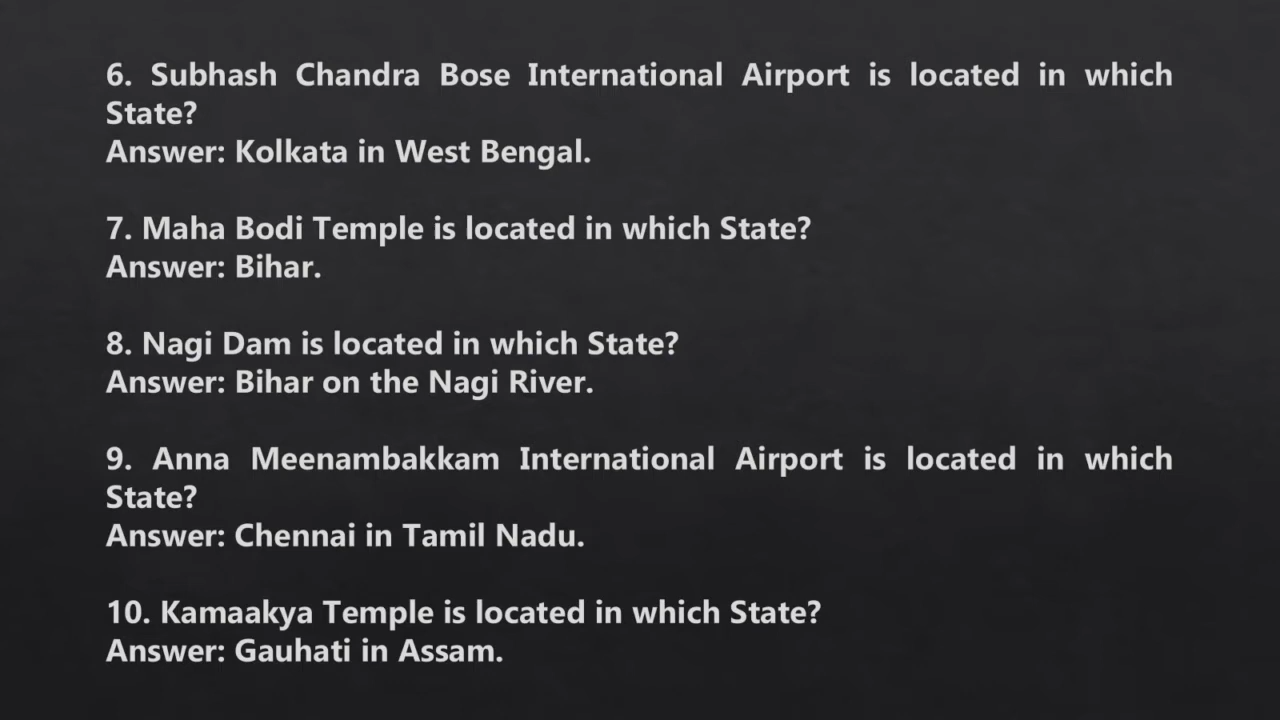 6. Subhash Chandra Bose International Airport is located in which
State?
Answer: Kolkata in West Bengal.
7. Maha Bodi Temple is located in which State?
Answer: Bihar.
8. Nagi Dam is located in which State?
Answer: Bihar on the Nagi River.
9. Anna Meenambakkam International Airport is located in which
State?
Answer: Chennai in Tamil Nadu.
10. Kamaakya Temple is located in which State?
Answer: Gauhati in Assam.